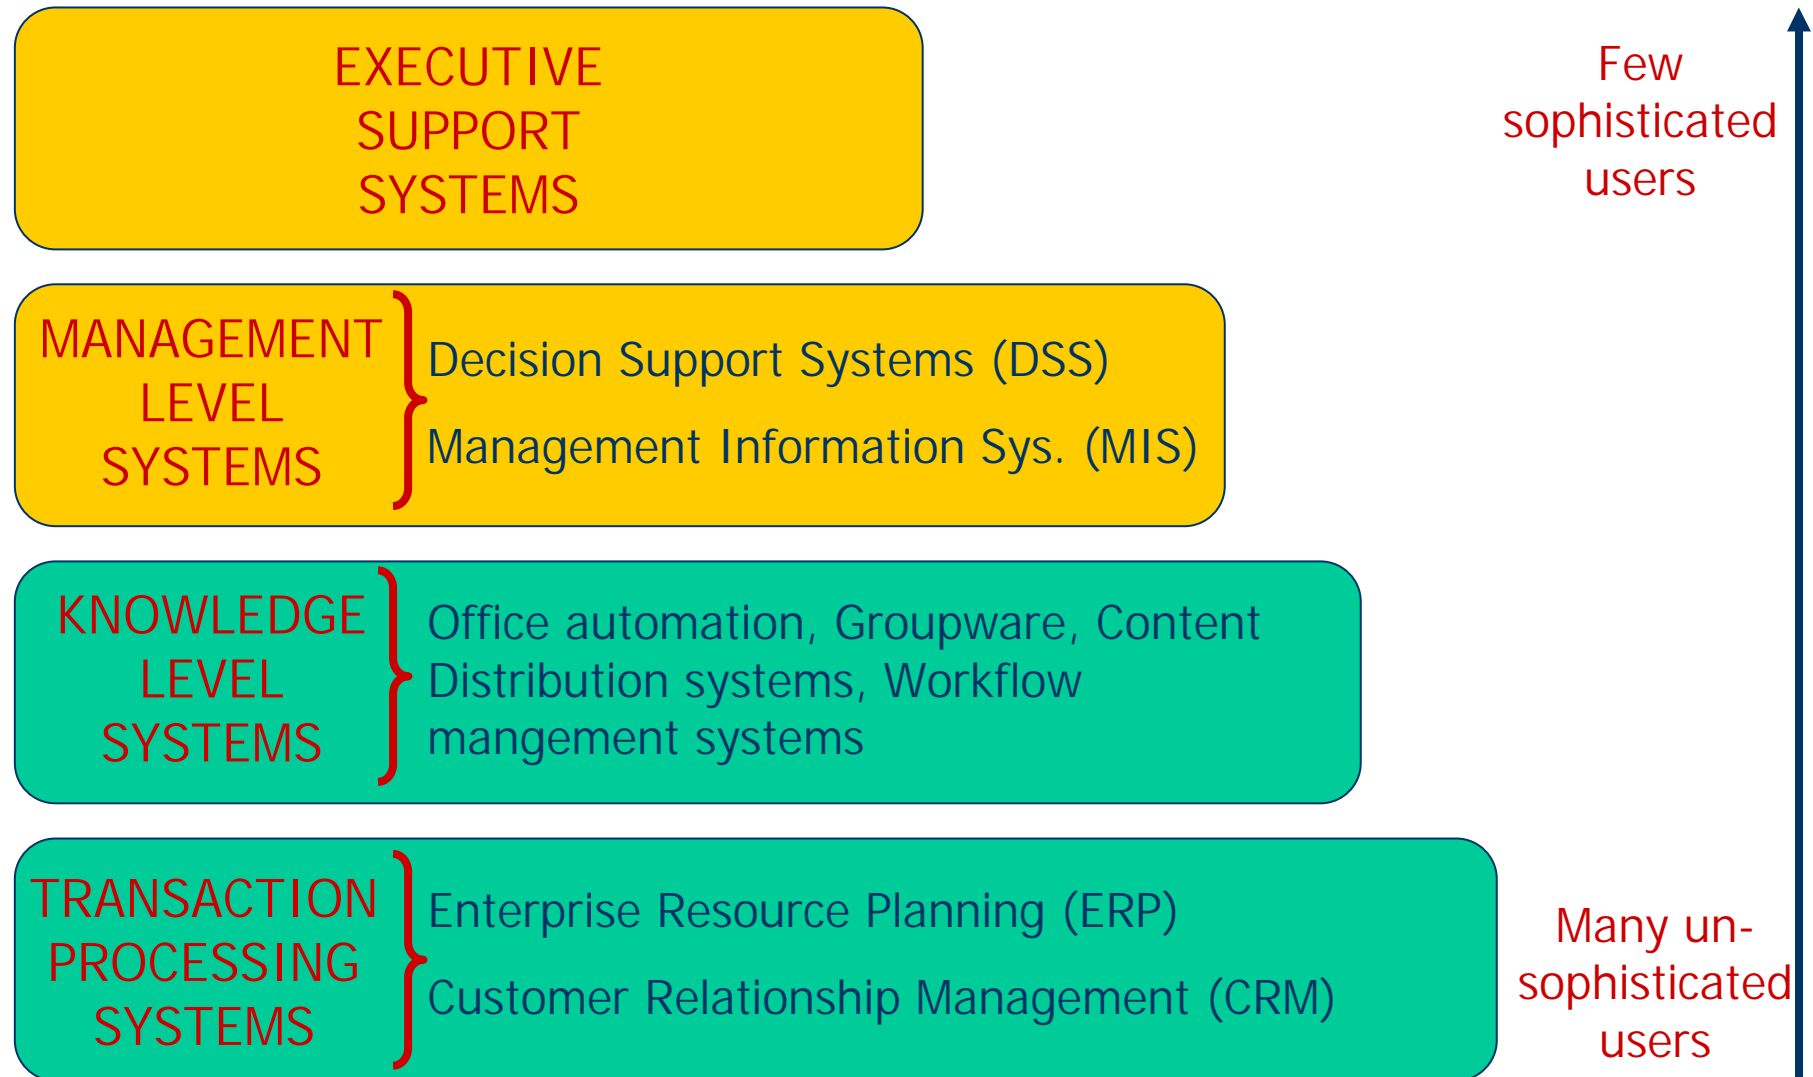 EXECUTIVE
SUPPORT
SYSTEMS
Few
sophisticated
users
MANAGEMENT
LEVEL
SYSTEMS
Decision Support Systems (DSS)
Management Information Sys. (MIS)
KNOWLEDGE
LEVEL
SYSTEMS
Office automation, Groupware, Content
Distribution systems, Workflow
mangement systems
TRANSACTION
PROCESSING
SYSTEMS
Enterprise Resource Planning (ERP)
Customer Relationship Management (CRM)
Many un-
sophisticated
users